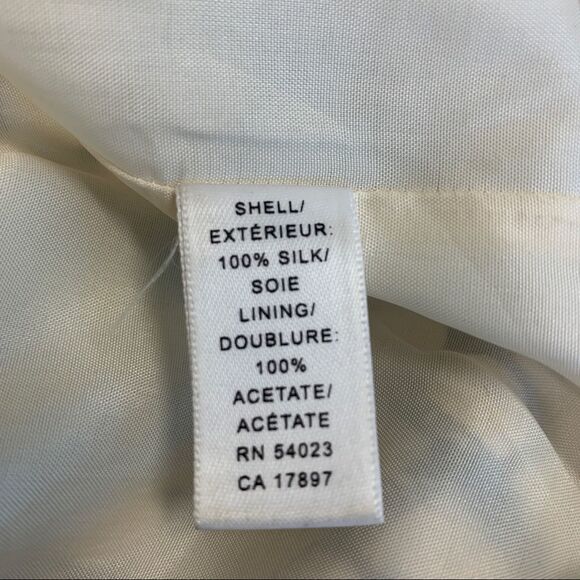 SHELL/
EXTÉRIEUR:
100% SILK/
SOIE
LINING/
DOUBLURE:
100%
ACETATE/
ACÉTATE
RN 54023
CA 17897